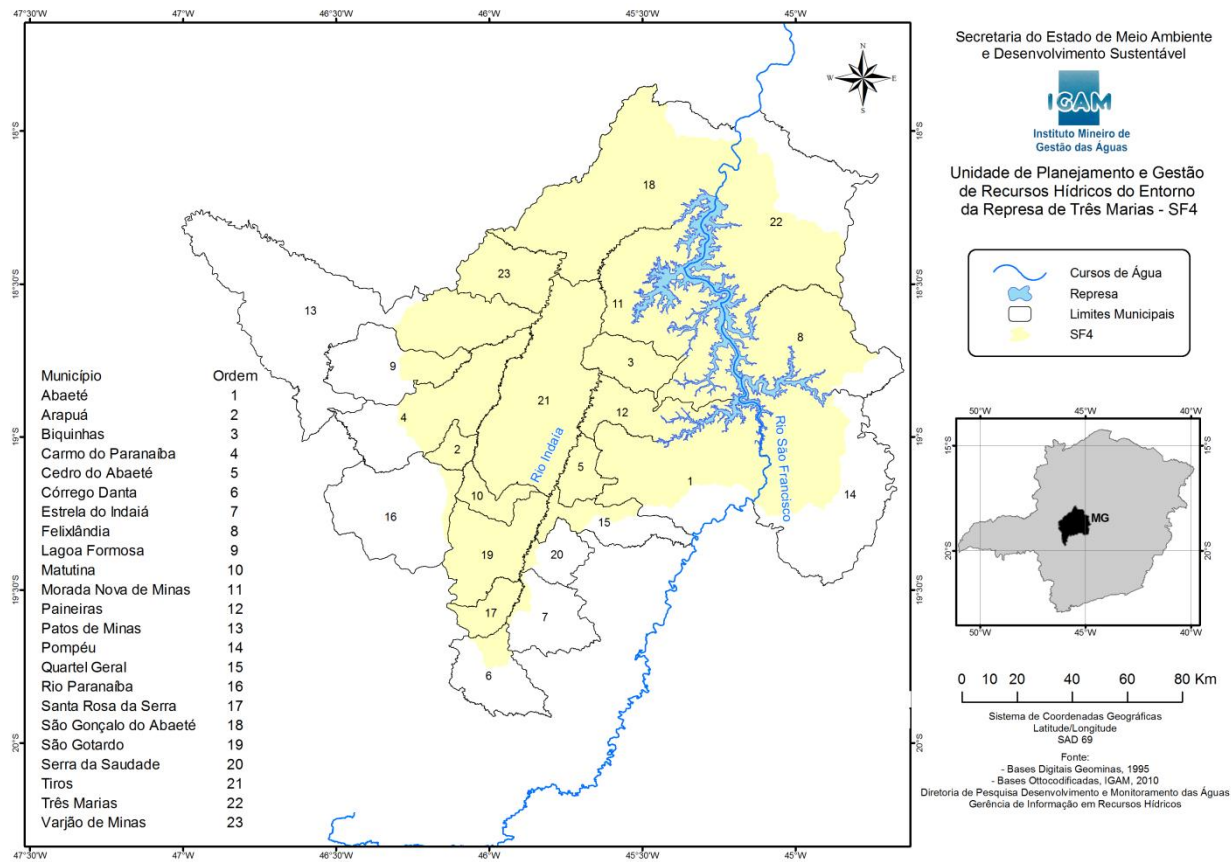 47°30'W
47°W
46°30'W
46°W
45°30'W
45°W
18°S
18°30'S
19°S
19°30'S
20°S
N
W
E
S
18
22
23
13
11
8
9
3
4
21
12
2
5
1
10
14
16
15
19
20
17
7
6
Rio Indaiá
Rio São Francisco
Município Ordem
Abaeté 1
Arapuá 2
Biquinhas 3
Carmo do Paranaíba 4
Cedro do Abaeté 5
Córrego Danta 6
Estrela do Indaiá 7
Felixlândia 8
Lagoa Formosa 9
Matutina 10
Morada Nova de Minas 11
Paineiras 12
Patos de Minas 13
Pompéu 14
Quartel Geral 15
Rio Paranaíba 16
Santa Rosa da Serra 17
São Gonçalo do Abaeté 18
São Gotardo 19
Serra da Saudade 20
Tiros 21
Três Marias 22
Varjão de Minas 23
18°S
18°30'S
19°S
19°30'S
20°S
47°30'W
47°W
46°30'W
46°W
45°30'W
45°W
Secretaria do Estado de Meio Ambiente
e Desenvolvimento Sustentável
IGAM
Instituto Mineiro de
Gestão das Águas
Unidade de Planejamento e Gestão
de Recursos Hídricos do Entorno
da Represa de Três Marias - SF4
Cursos de Água
Represa
Limites Municipais
SF4
50°W
45°W
40°W
15°S
20°S
MG
15°S
20°S
50°W
45°W
40°W
0 10 20 40 60 80 Km
Sistema de Coordenadas Geográficas
Latitude/Longitude
SAD 69
Fonte:
- Bases Digitais Geominas, 1995
- Bases Ottocodificadas, IGAM, 2010
Diretoria de Pesquisa Desenvolvimento e Monitoramento das Águas
Gerência de Informação em Recursos Hídricos